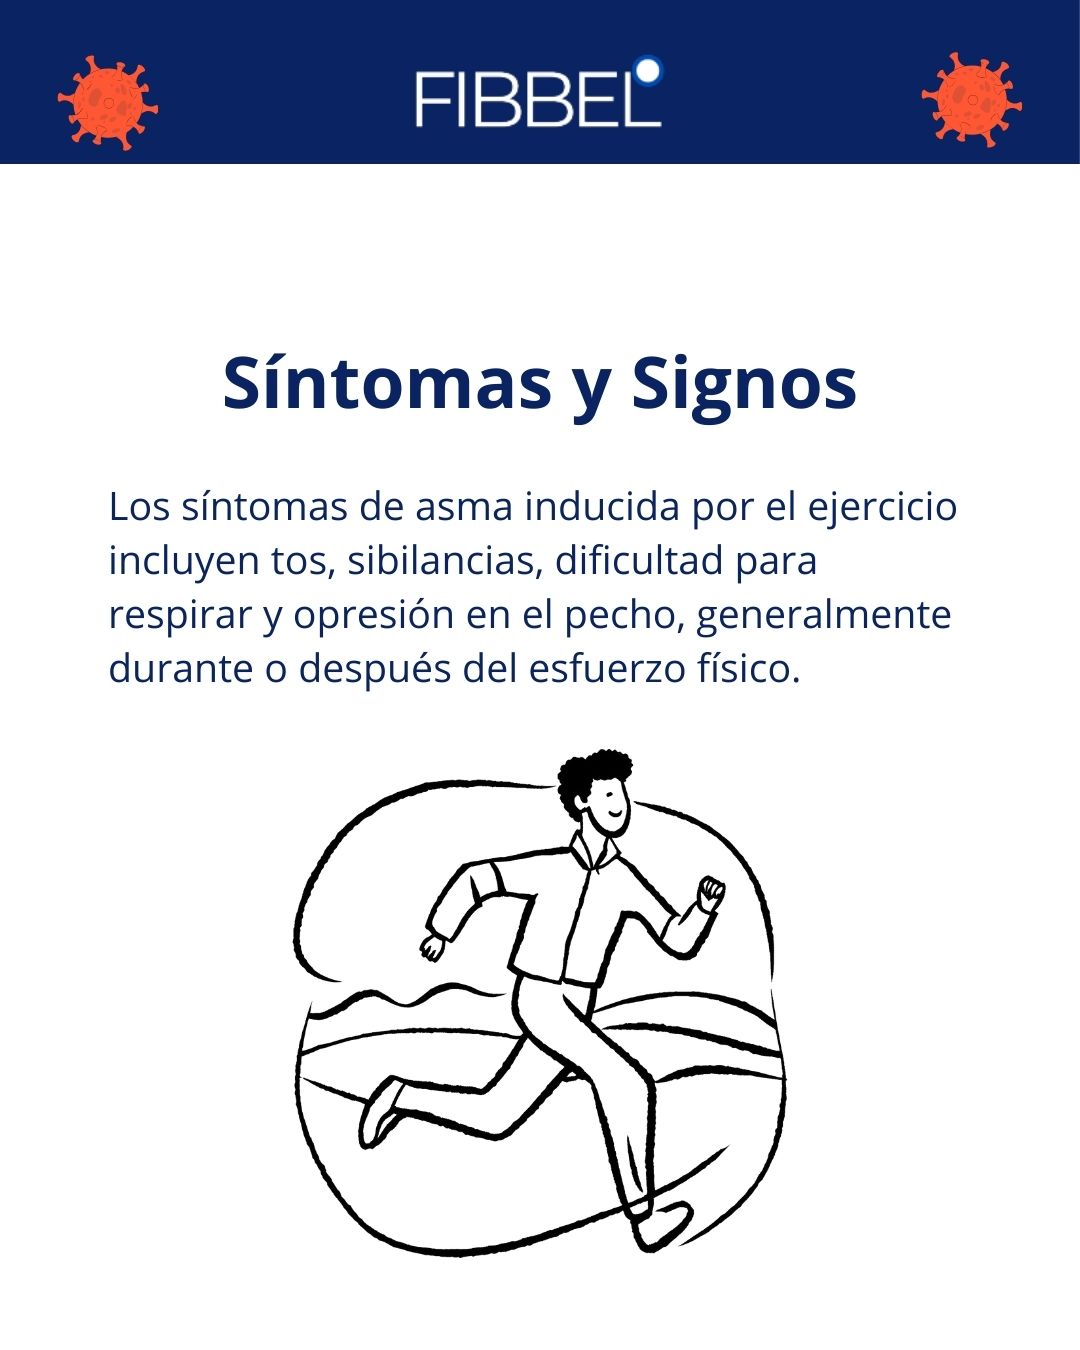 FIBBEL
Síntomas y Signos
Los síntomas de asma inducida por el ejercicio
incluyen tos, sibilancias, dificultad para
respirar y opresión en el pecho, generalmente
durante o después del esfuerzo físico.